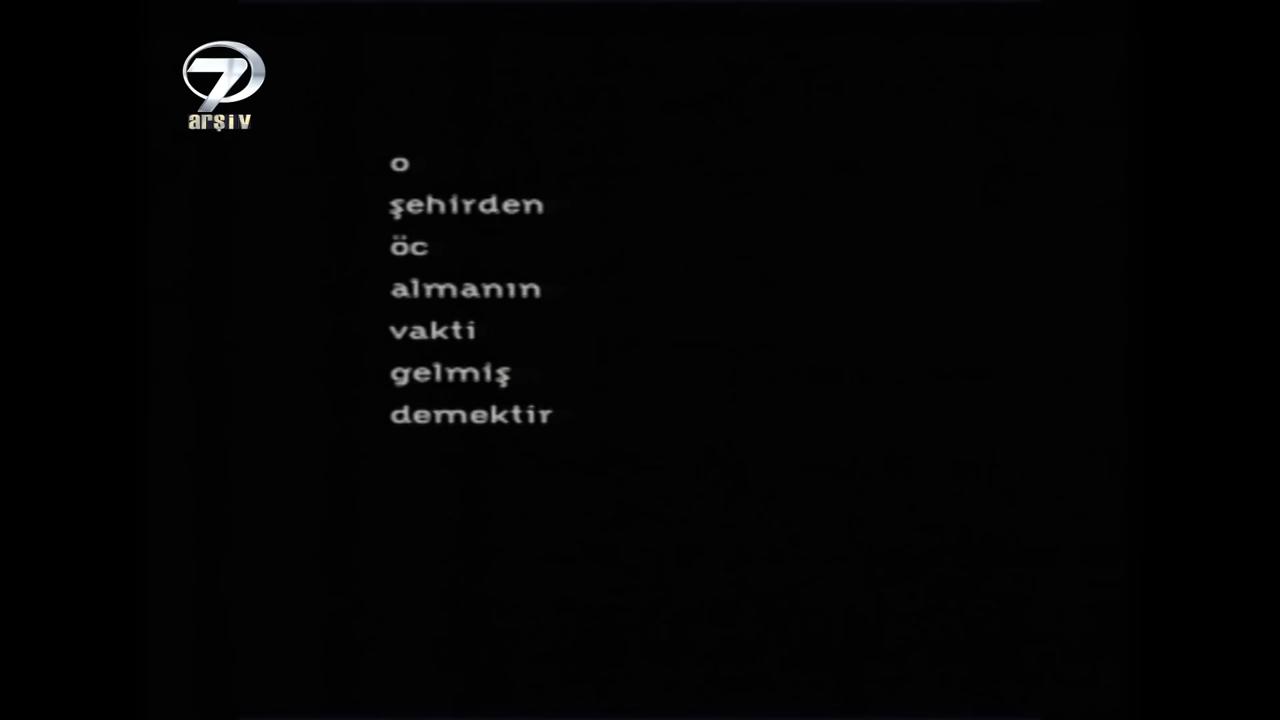 7
arşiv
o
şehirden
öc
almanın
vakti
gelmiş
demektir